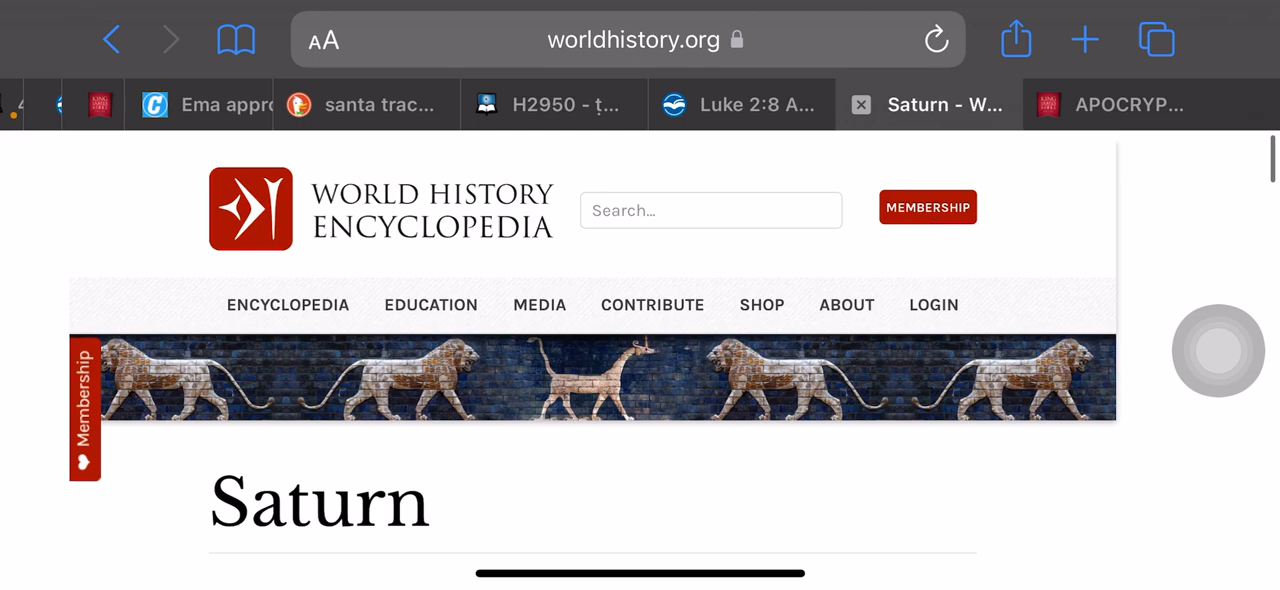 AA worldhistory.org
Ema appro santa trac... H2950 - ț... Luke 2:8 A... Saturn - W... APOCRYP...
WORLD HISTORY
ENCYCLOPEDIA
Search...
MEMBERSHIP
ENCYCLOPEDIA EDUCATION MEDIA CONTRIBUTE SHOP ABOUT LOGIN
Membership
Saturn